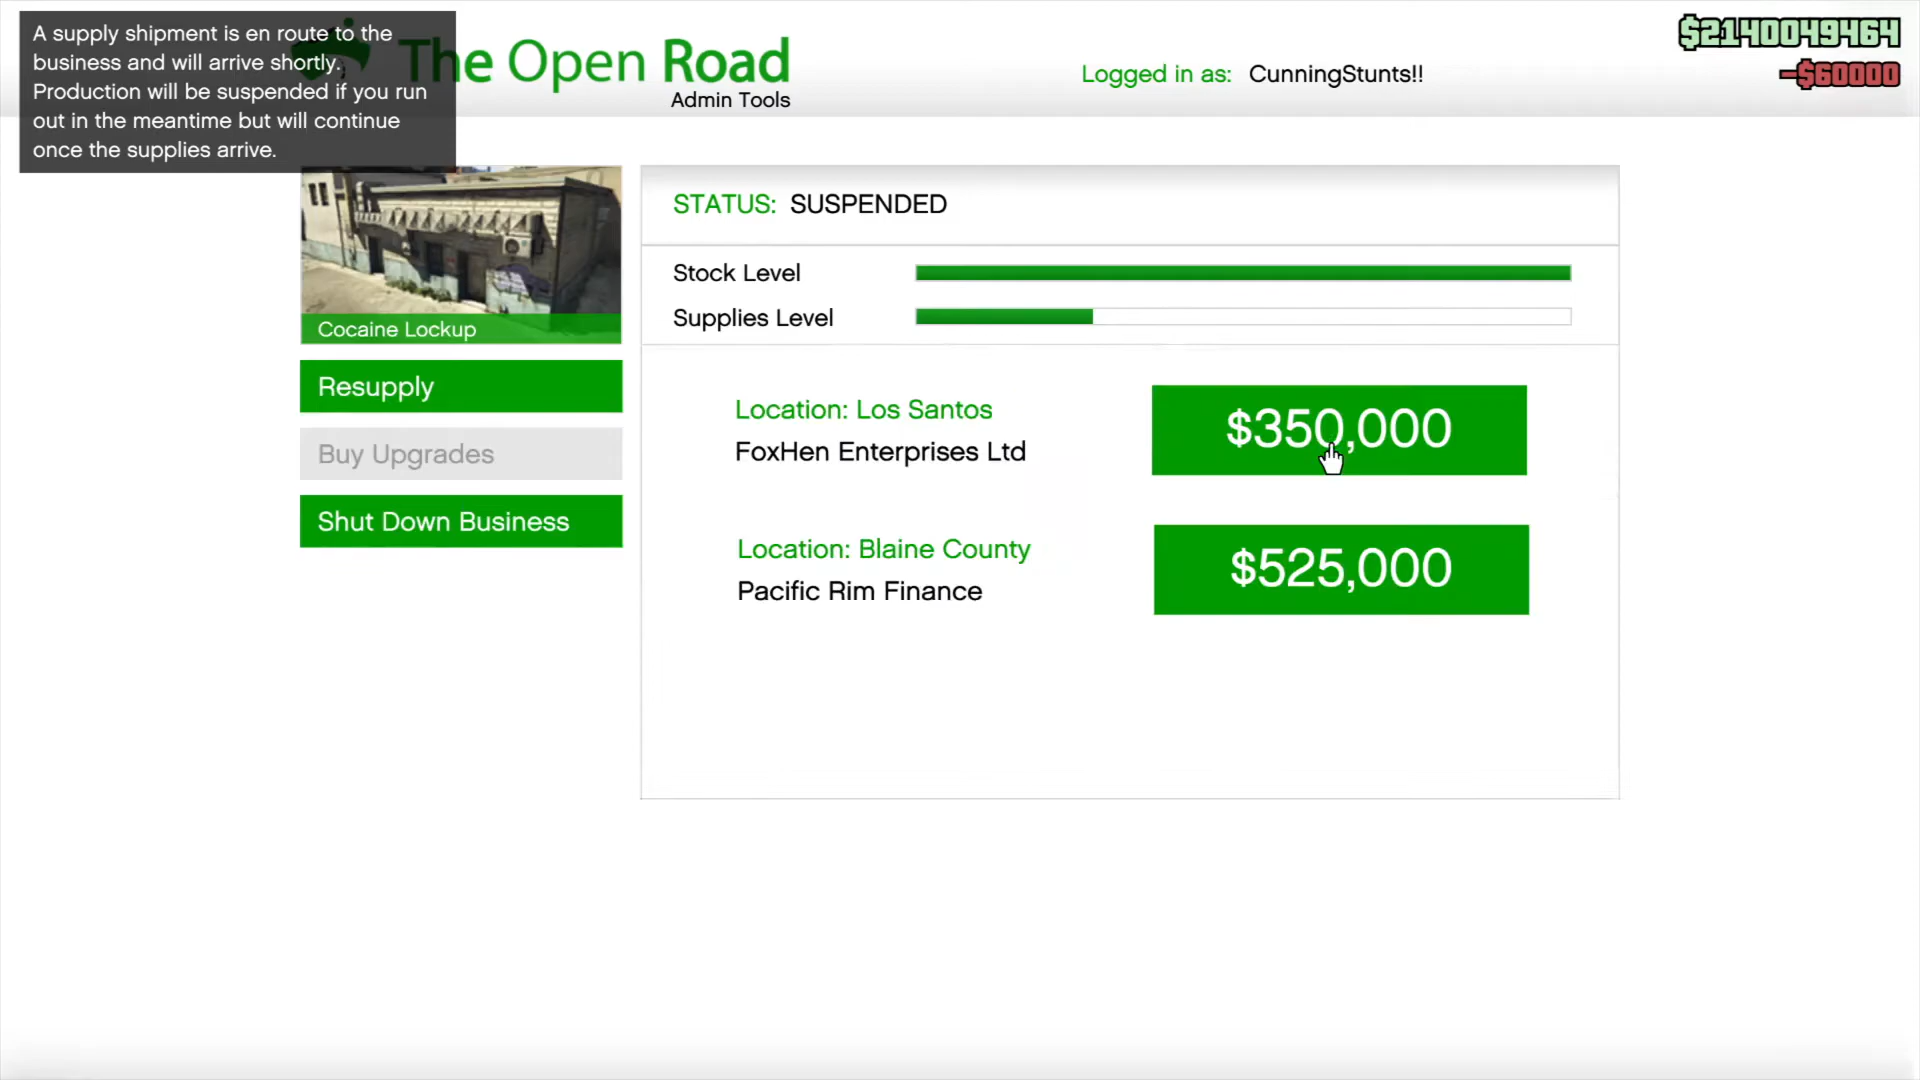 A supply shipment is en route to the
business and will arrive shortly.
Production will be suspended if you run
out in the meantime but will continue
once the supplies arrive.
The Open Road
Admin Tools
Logged in as: CunningStunts!!
$2140049464
-$60000
Cocaine Lockup
Resupply
Buy Upgrades
Shut Down Business
STATUS: SUSPENDED
Stock Level
Supplies Level
Location: Los Santos
FoxHen Enterprises Ltd
$350,000
Location: Blaine County
Pacific Rim Finance
$525,000